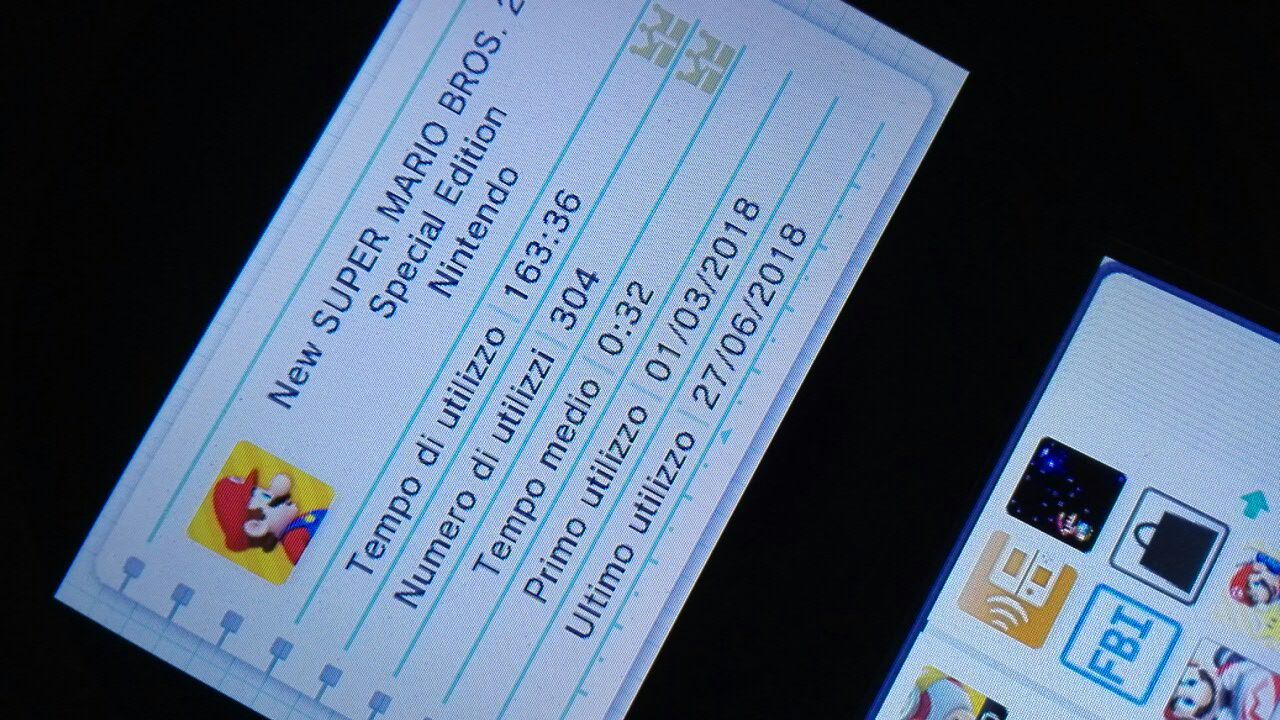 New SUPER MARIO BROS. 2
Special Edition
Nintendo
Tempo di utilizzo 163:36
Numero di utilizzi 304
Tempo medio 0:32
Primo utilizzo 01/03/2018
Ultimo utilizzo 27/06/2018
FBI